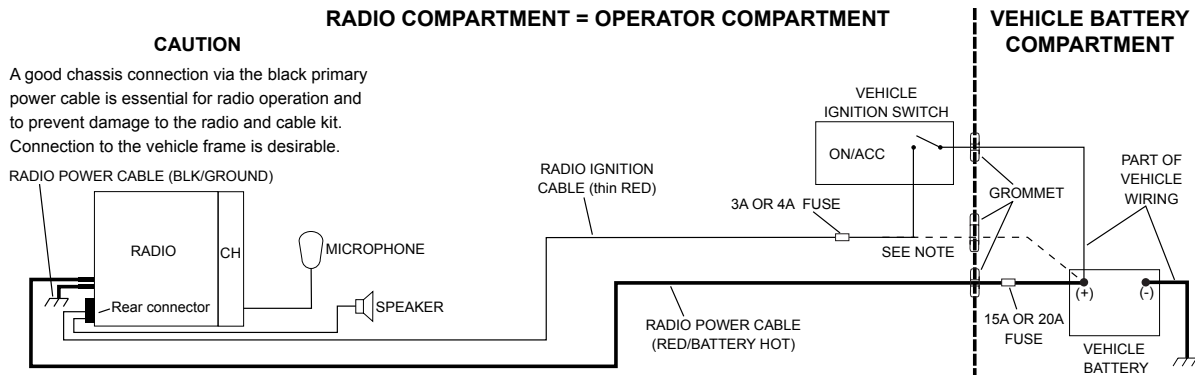 RADIO COMPARTMENT = OPERATOR COMPARTMENT
VEHICLE BATTERY
COMPARTMENT
CAUTION
A good chassis connection via the black primary
power cable is essential for radio operation and
to prevent damage to the radio and cable kit.
Connection to the vehicle frame is desirable.
RADIO POWER CABLE (BLK/GROUND)
RADIO
CH
Rear connector
MICROPHONE
SPEAKER
RADIO IGNITION
CABLE (thin RED)
VEHICLE
IGNITION SWITCH
ON/ACC
3A OR 4A FUSE
SEE NOTE
GROMMET
PART OF
VEHICLE
WIRING
RADIO POWER CABLE
(RED/BATTERY HOT)
15A OR 20A
FUSE
(+)
(-)
VEHICLE
BATTERY